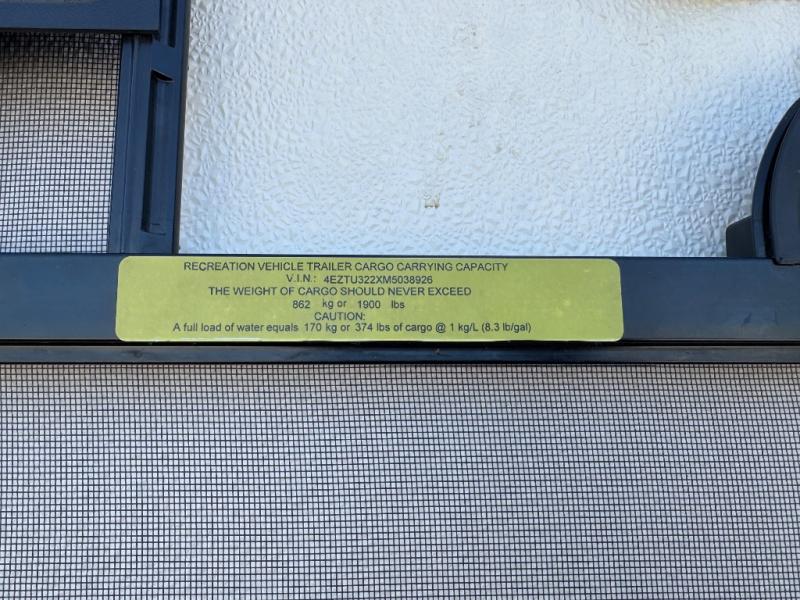 RECREATION VEHICLE TRAILER CARGO CARRYING CAPACITY
V.I.N.: 4EZTU322XM5038926
THE WEIGHT OF CARGO SHOULD NEVER EXCEED
862 kg or 1900 lbs
CAUTION:
A full load of water equals 170 kg or 374 lbs of cargo @ 1 kg/L (8.3 lb/gal)